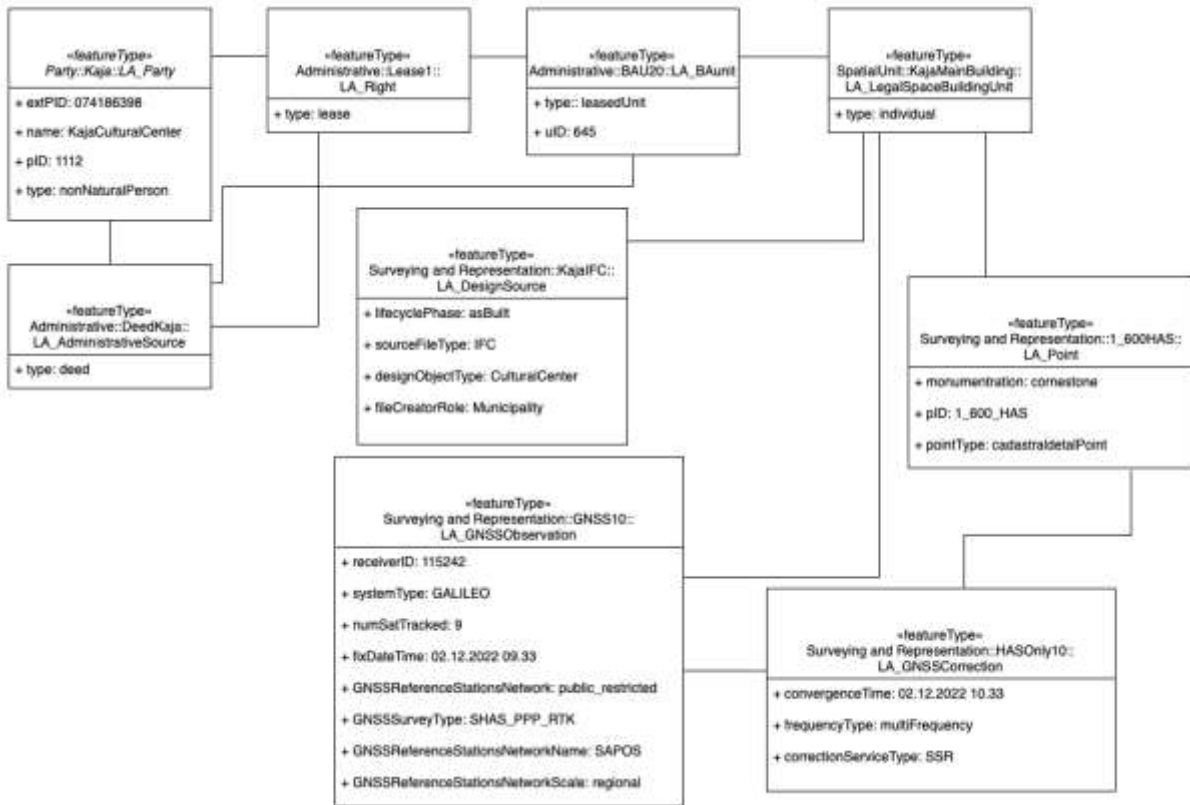 «featureType»
Party::Kaja::LA_Party
+ extPID: 074186398
+ name: KajaCulturalCenter
+ pID: 1112
+ type: nonNaturalPerson
«featureType»
Administrative::Lease1::
LA_Right
+ type: lease
«featureType»
Administrative::BAU20::LA_BAunit
+ type:: leasedUnit
+ uID: 645
«featureType»
SpatialUnit::KajaMainBuilding::
LA_LegalSpaceBuildingUnit
+ type: individual
«featureType»
Administrative::DeedKaja::
LA_AdministrativeSource
+ type: deed
«featureType»
Surveying and Representation::KajaIFC::
LA_DesignSource
+ lifecyclePhase: asBuilt
+ sourceFileType: IFC
+ designObjectType: CulturalCenter
+ fileCreatorRole: Municipality
«featureType»
Surveying and Representation::1_600HAS::
LA_Point
+ monumentration: cornestone
+ pID: 1_600_HAS
+ pointType: cadastraldetalPoint
«featureType»
Surveying and Representation::GNSS10::
LA_GNSSObservation
+ receiverID: 115242
+ systemType: GALILEO
+ numSatTracked: 9
+ fixDateTime: 02.12.2022 09.33
+ GNSSReferenceStationsNetwork: public_restricted
+ GNSSSurveyType: SHAS_PPP_RTK
+ GNSSReferenceStationsNetworkName: SAPOS
+ GNSSReferenceStationsNetworkScale: regional
«featureType»
Surveying and Representation::HASOnly10::
LA_GNSSCorrection
+ convergenceTime: 02.12.2022 10.33
+ frequencyType: multiFrequency
+ correctionServiceType: SSR